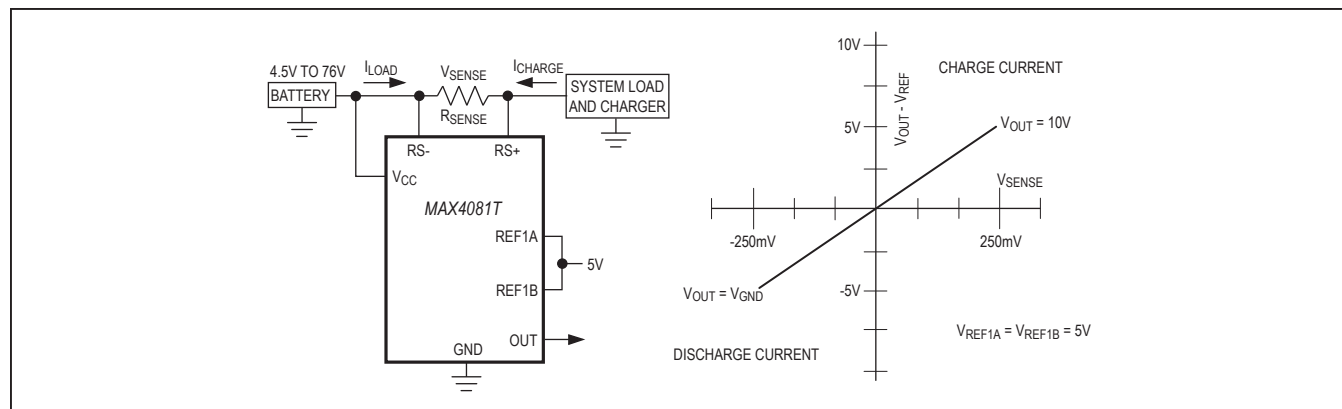 4.5V TO 76V
BATTERY
ILOAD
VSENSE
RSENSE
ICHARGE
SYSTEM LOAD
AND CHARGER
RS-
RS+
VCC
MAX4081T
REF1A
5V
REF1B
OUT
GND
10V
VOUT - VREF
CHARGE CURRENT
5V
VOUT = 10V
VSENSE
-250mV
250mV
VOUT = VGND
-5V
VREF1A = VREF1B = 5V
DISCHARGE CURRENT